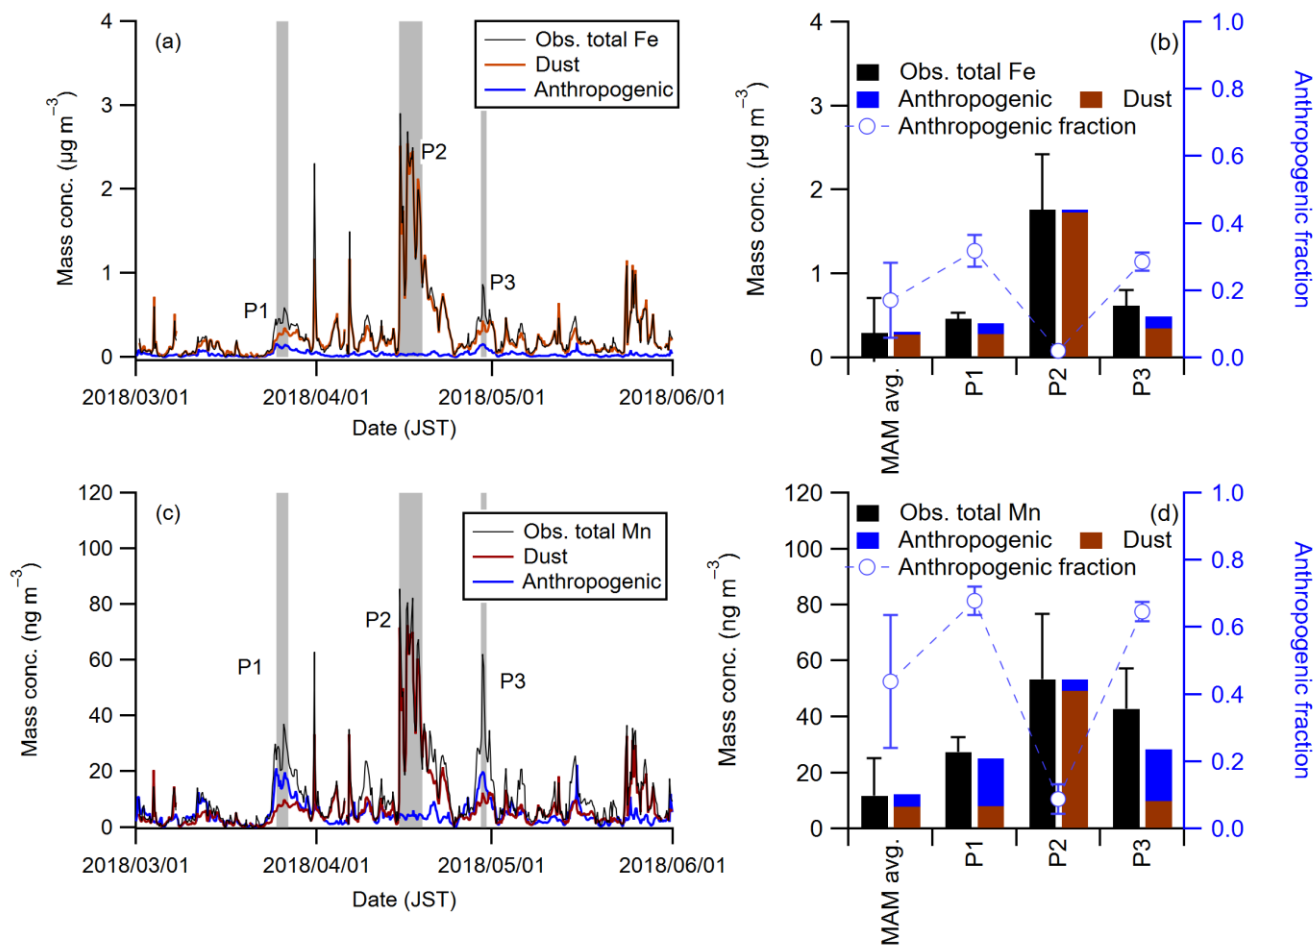 (a)
Obs. total Fe
Dust
Anthropogenic
P1
P2
P3
4
3
2
1
0
Mass conc. (µg m⁻³)
2018/03/01
2018/04/01
2018/05/01
2018/06/01
Date (JST)
(b)
Obs. total Fe
Anthropogenic
Dust
Anthropogenic fraction
4
3
2
1
0
Mass conc. (µg m⁻³)
1.0
0.8
0.6
0.4
0.2
0.0
Anthropogenic fraction
MAM avg.
P1
P2
P3
(c)
Obs. total Mn
Dust
Anthropogenic
P1
P2
P3
120
100
80
60
40
20
0
Mass conc. (ng m⁻³)
2018/03/01
2018/04/01
2018/05/01
2018/06/01
Date (JST)
(d)
Obs. total Mn
Anthropogenic
Dust
Anthropogenic fraction
120
100
80
60
40
20
0
Mass conc. (ng m⁻³)
1.0
0.8
0.6
0.4
0.2
0.0
Anthropogenic fraction
MAM avg.
P1
P2
P3